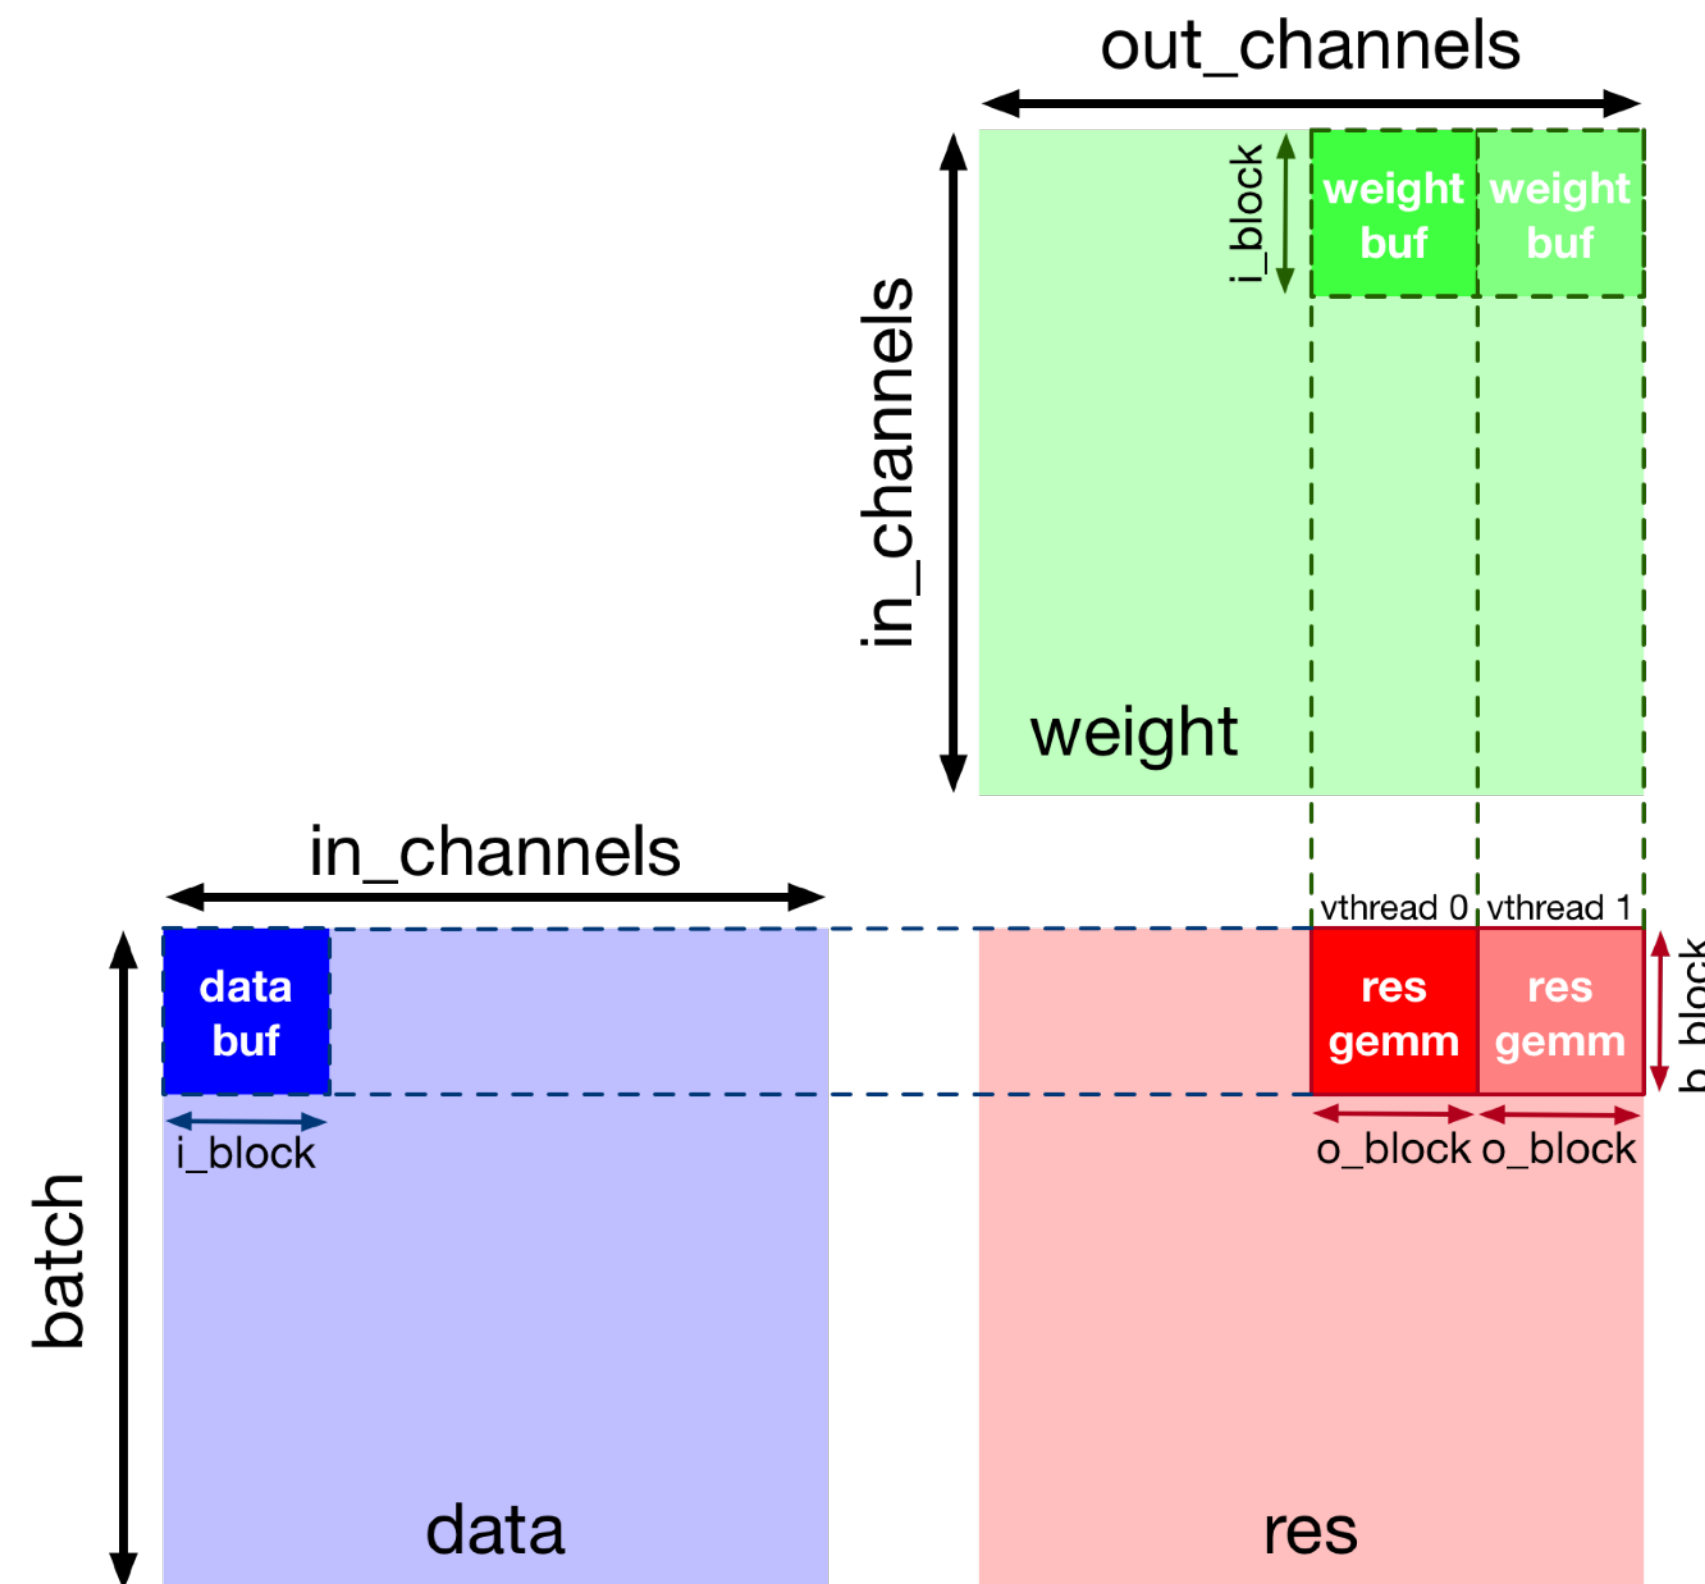 out_channels
i_block
weight
buf
weight
buf
in_channels
weight
in_channels
vthread 0
vthread 1
data
buf
res
gemm
res
gemm
b_block
i_block
o_block
o_block
batch
data
res